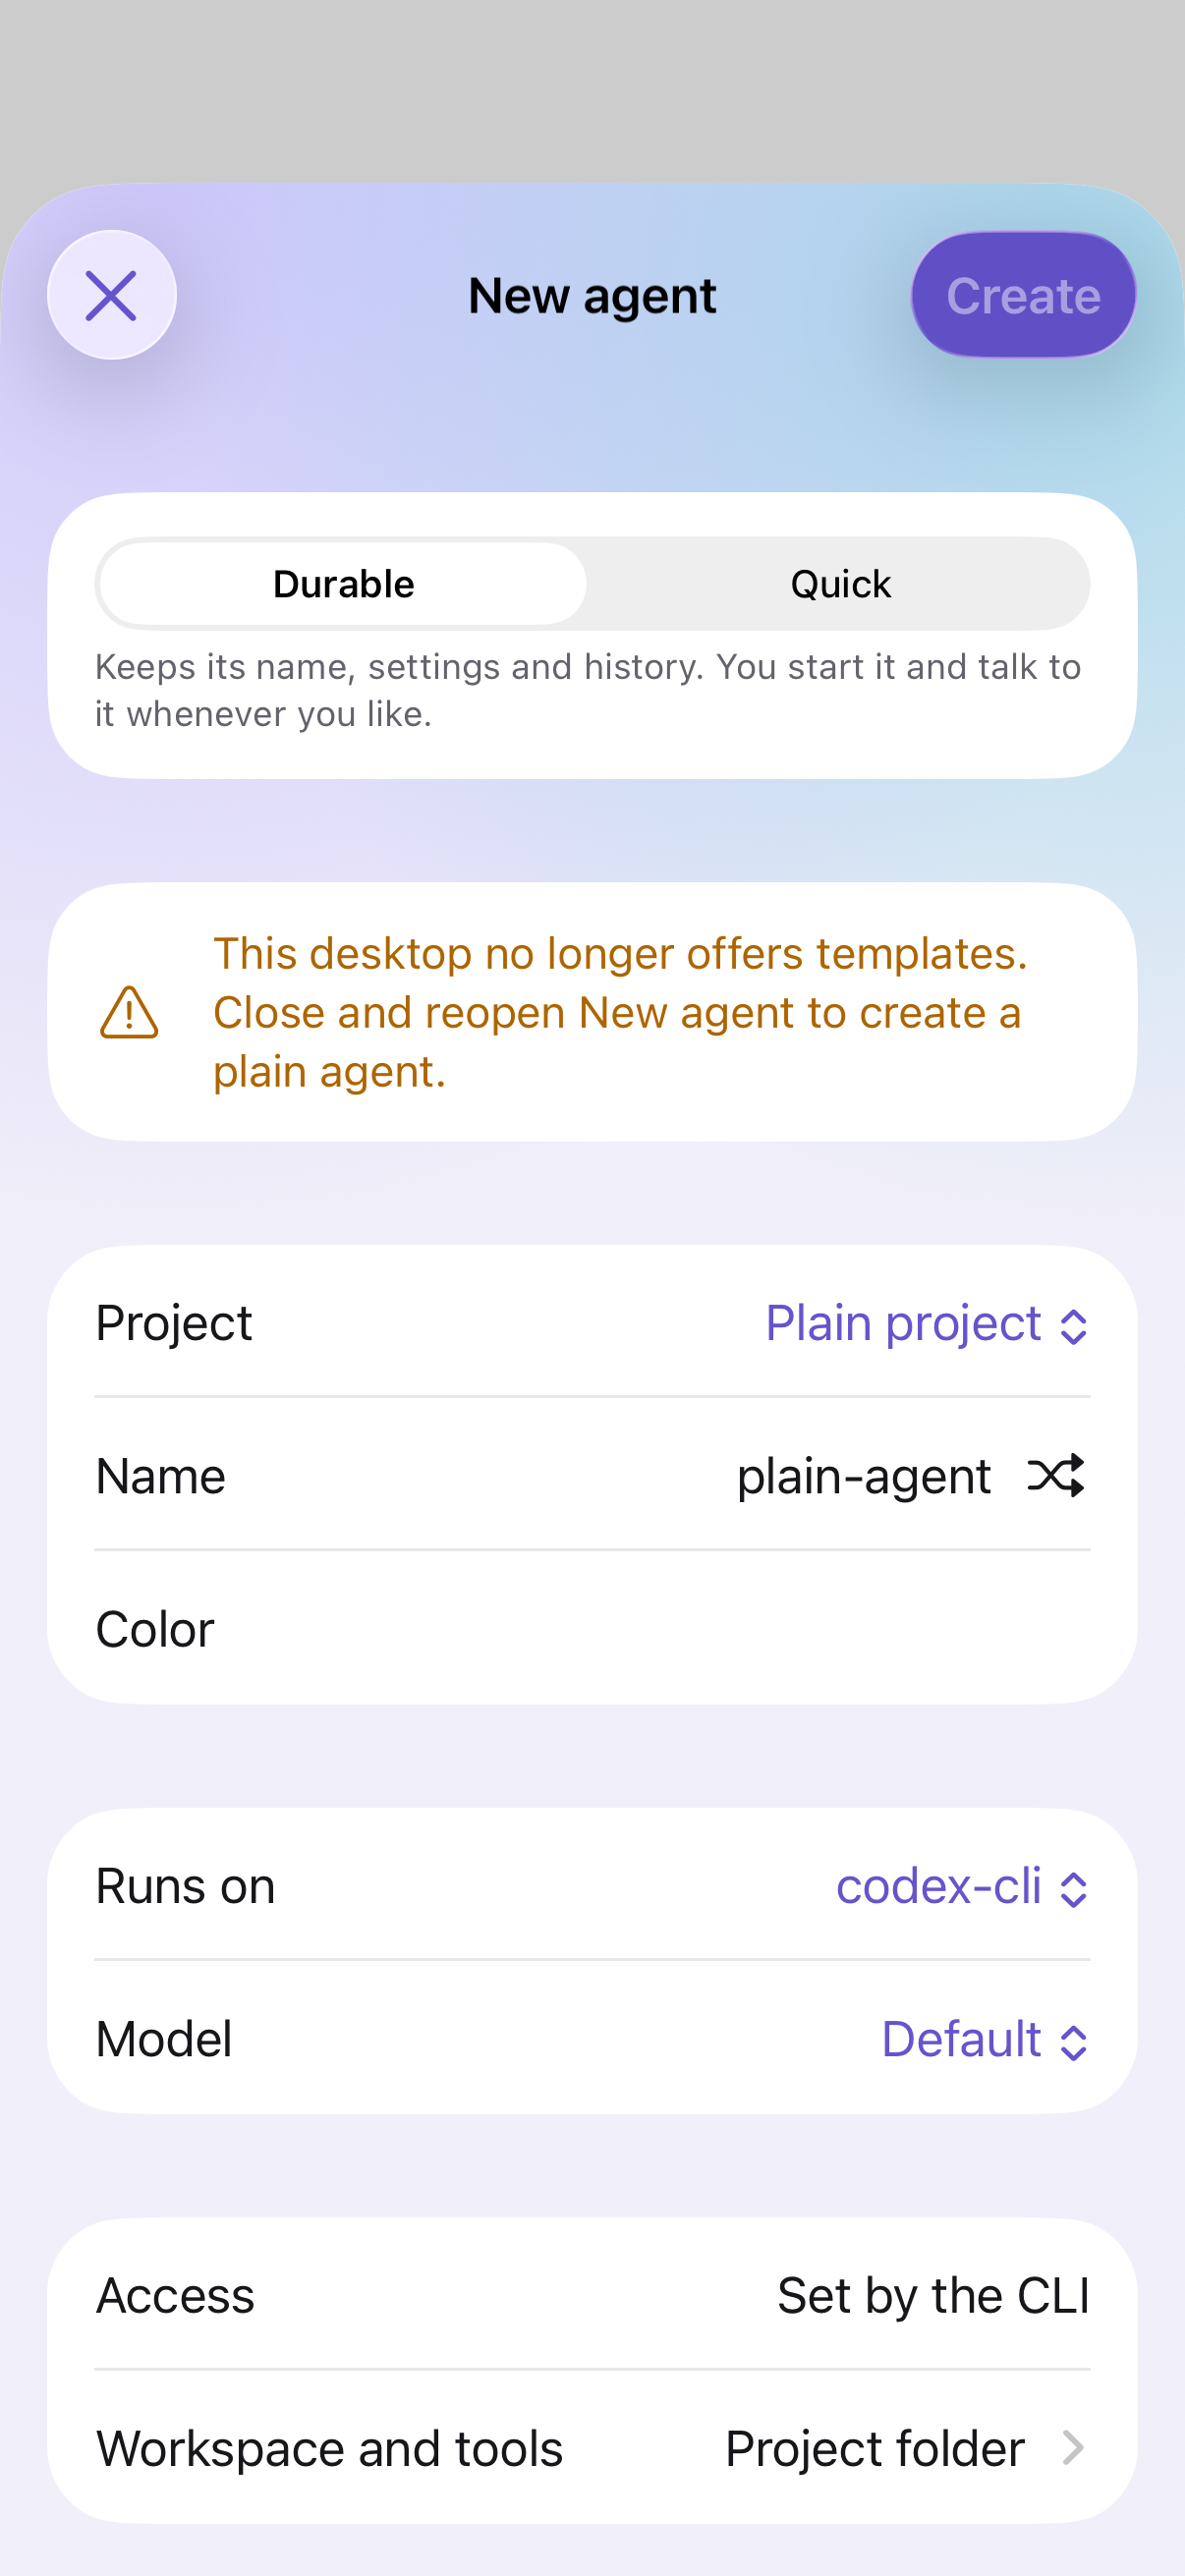 New agent
Create
Durable
Quick
Keeps its name, settings and history. You start it and talk to
it whenever you like.
This desktop no longer offers templates.
Close and reopen New agent to create a
plain agent.
Project
Plain project
Name
plain-agent
Color
Runs on
codex-cli
Model
Default
Access
Set by the CLI
Workspace and tools
Project folder